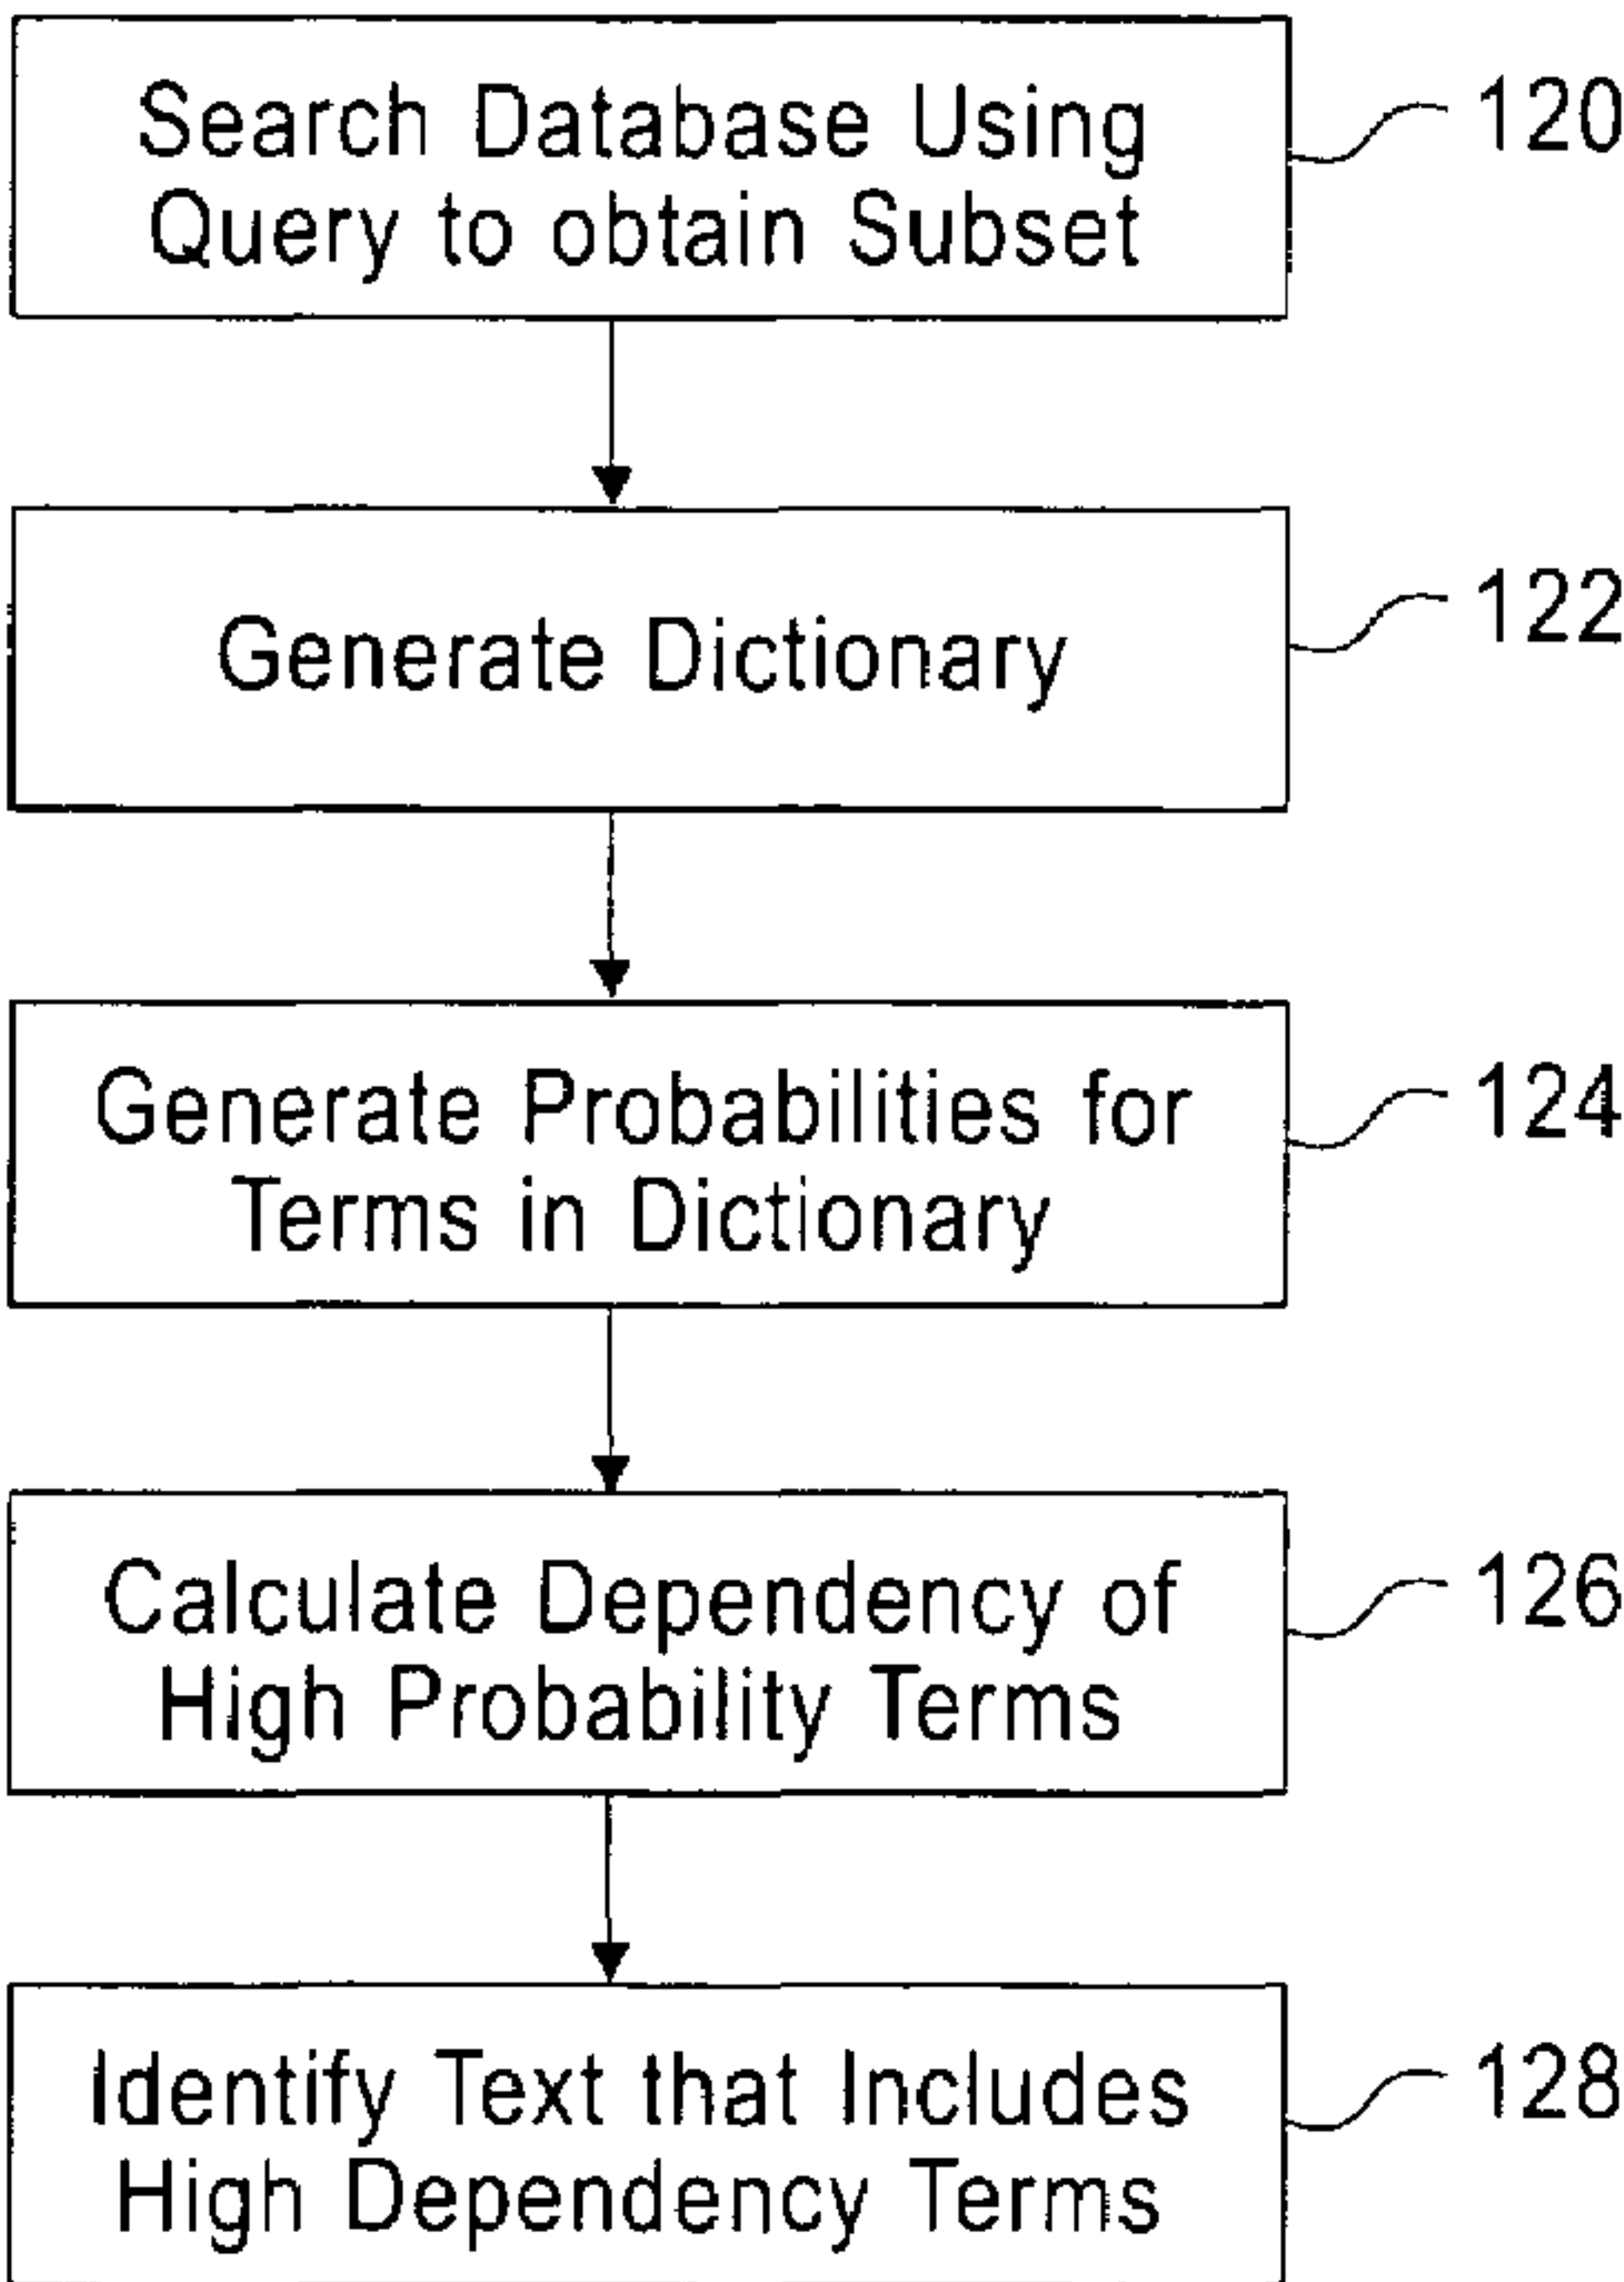 Search Database Using
Query to obtain Subset
120
Generate Dictionary
122
Generate Probabilities for
Terms in Dictionary
124
Calculate Dependency of
High Probability Terms
126
Identify Text that Includes
High Dependency Terms
128